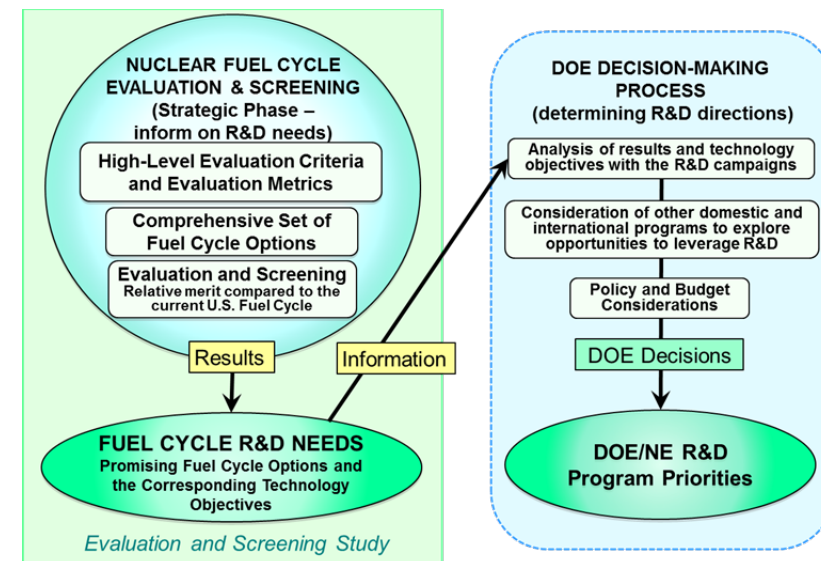 NUCLEAR FUEL CYCLE
EVALUATION & SCREENING
(Strategic Phase –
inform on R&D needs)
High-Level Evaluation Criteria
and Evaluation Metrics
Comprehensive Set of
Fuel Cycle Options
Evaluation and Screening
Relative merit compared to the
current U.S. Fuel Cycle
Results
Information
FUEL CYCLE R&D NEEDS
Promising Fuel Cycle Options and
the Corresponding Technology
Objectives
Evaluation and Screening Study
DOE DECISION-MAKING
PROCESS
(determining R&D directions)
Analysis of results and technology
objectives with the R&D campaigns
Consideration of other domestic and
international programs to explore
opportunities to leverage R&D
Policy and Budget
Considerations
DOE Decisions
DOE/NE R&D
Program Priorities